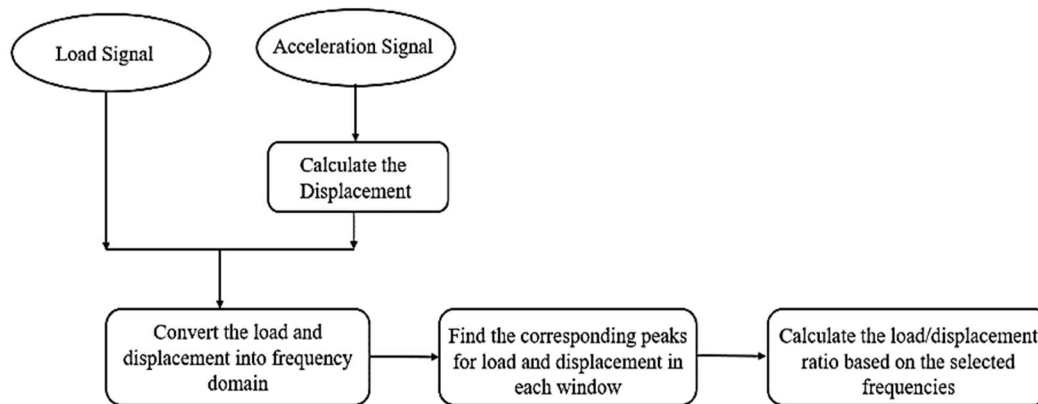 Load Signal
Acceleration Signal
Calculate the
Displacement
Convert the load and
displacement into frequency
domain
Find the corresponding peaks
for load and displacement in
each window
Calculate the load/displacement
ratio based on the selected
frequencies